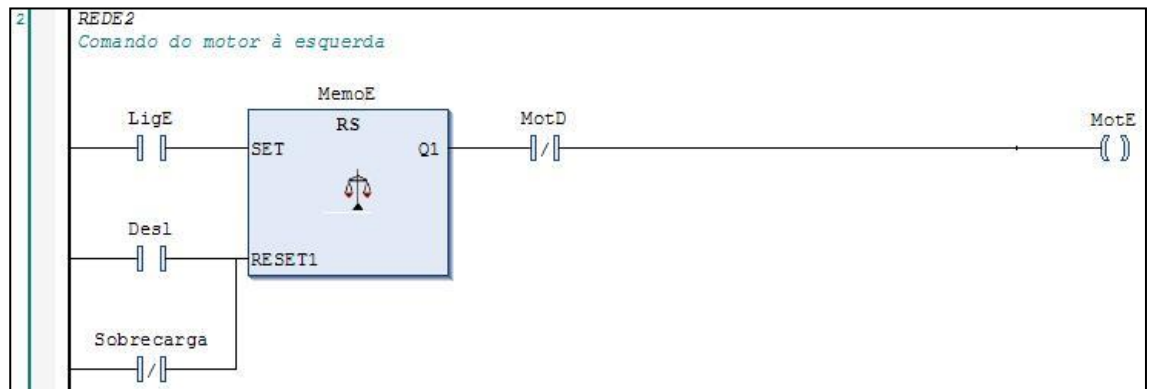 2
REDE2
Comando do motor à esquerda
MemoE
LigE
RS
MotD
MotE
SET
Q1
Desl
RESET1
Sobrecarga